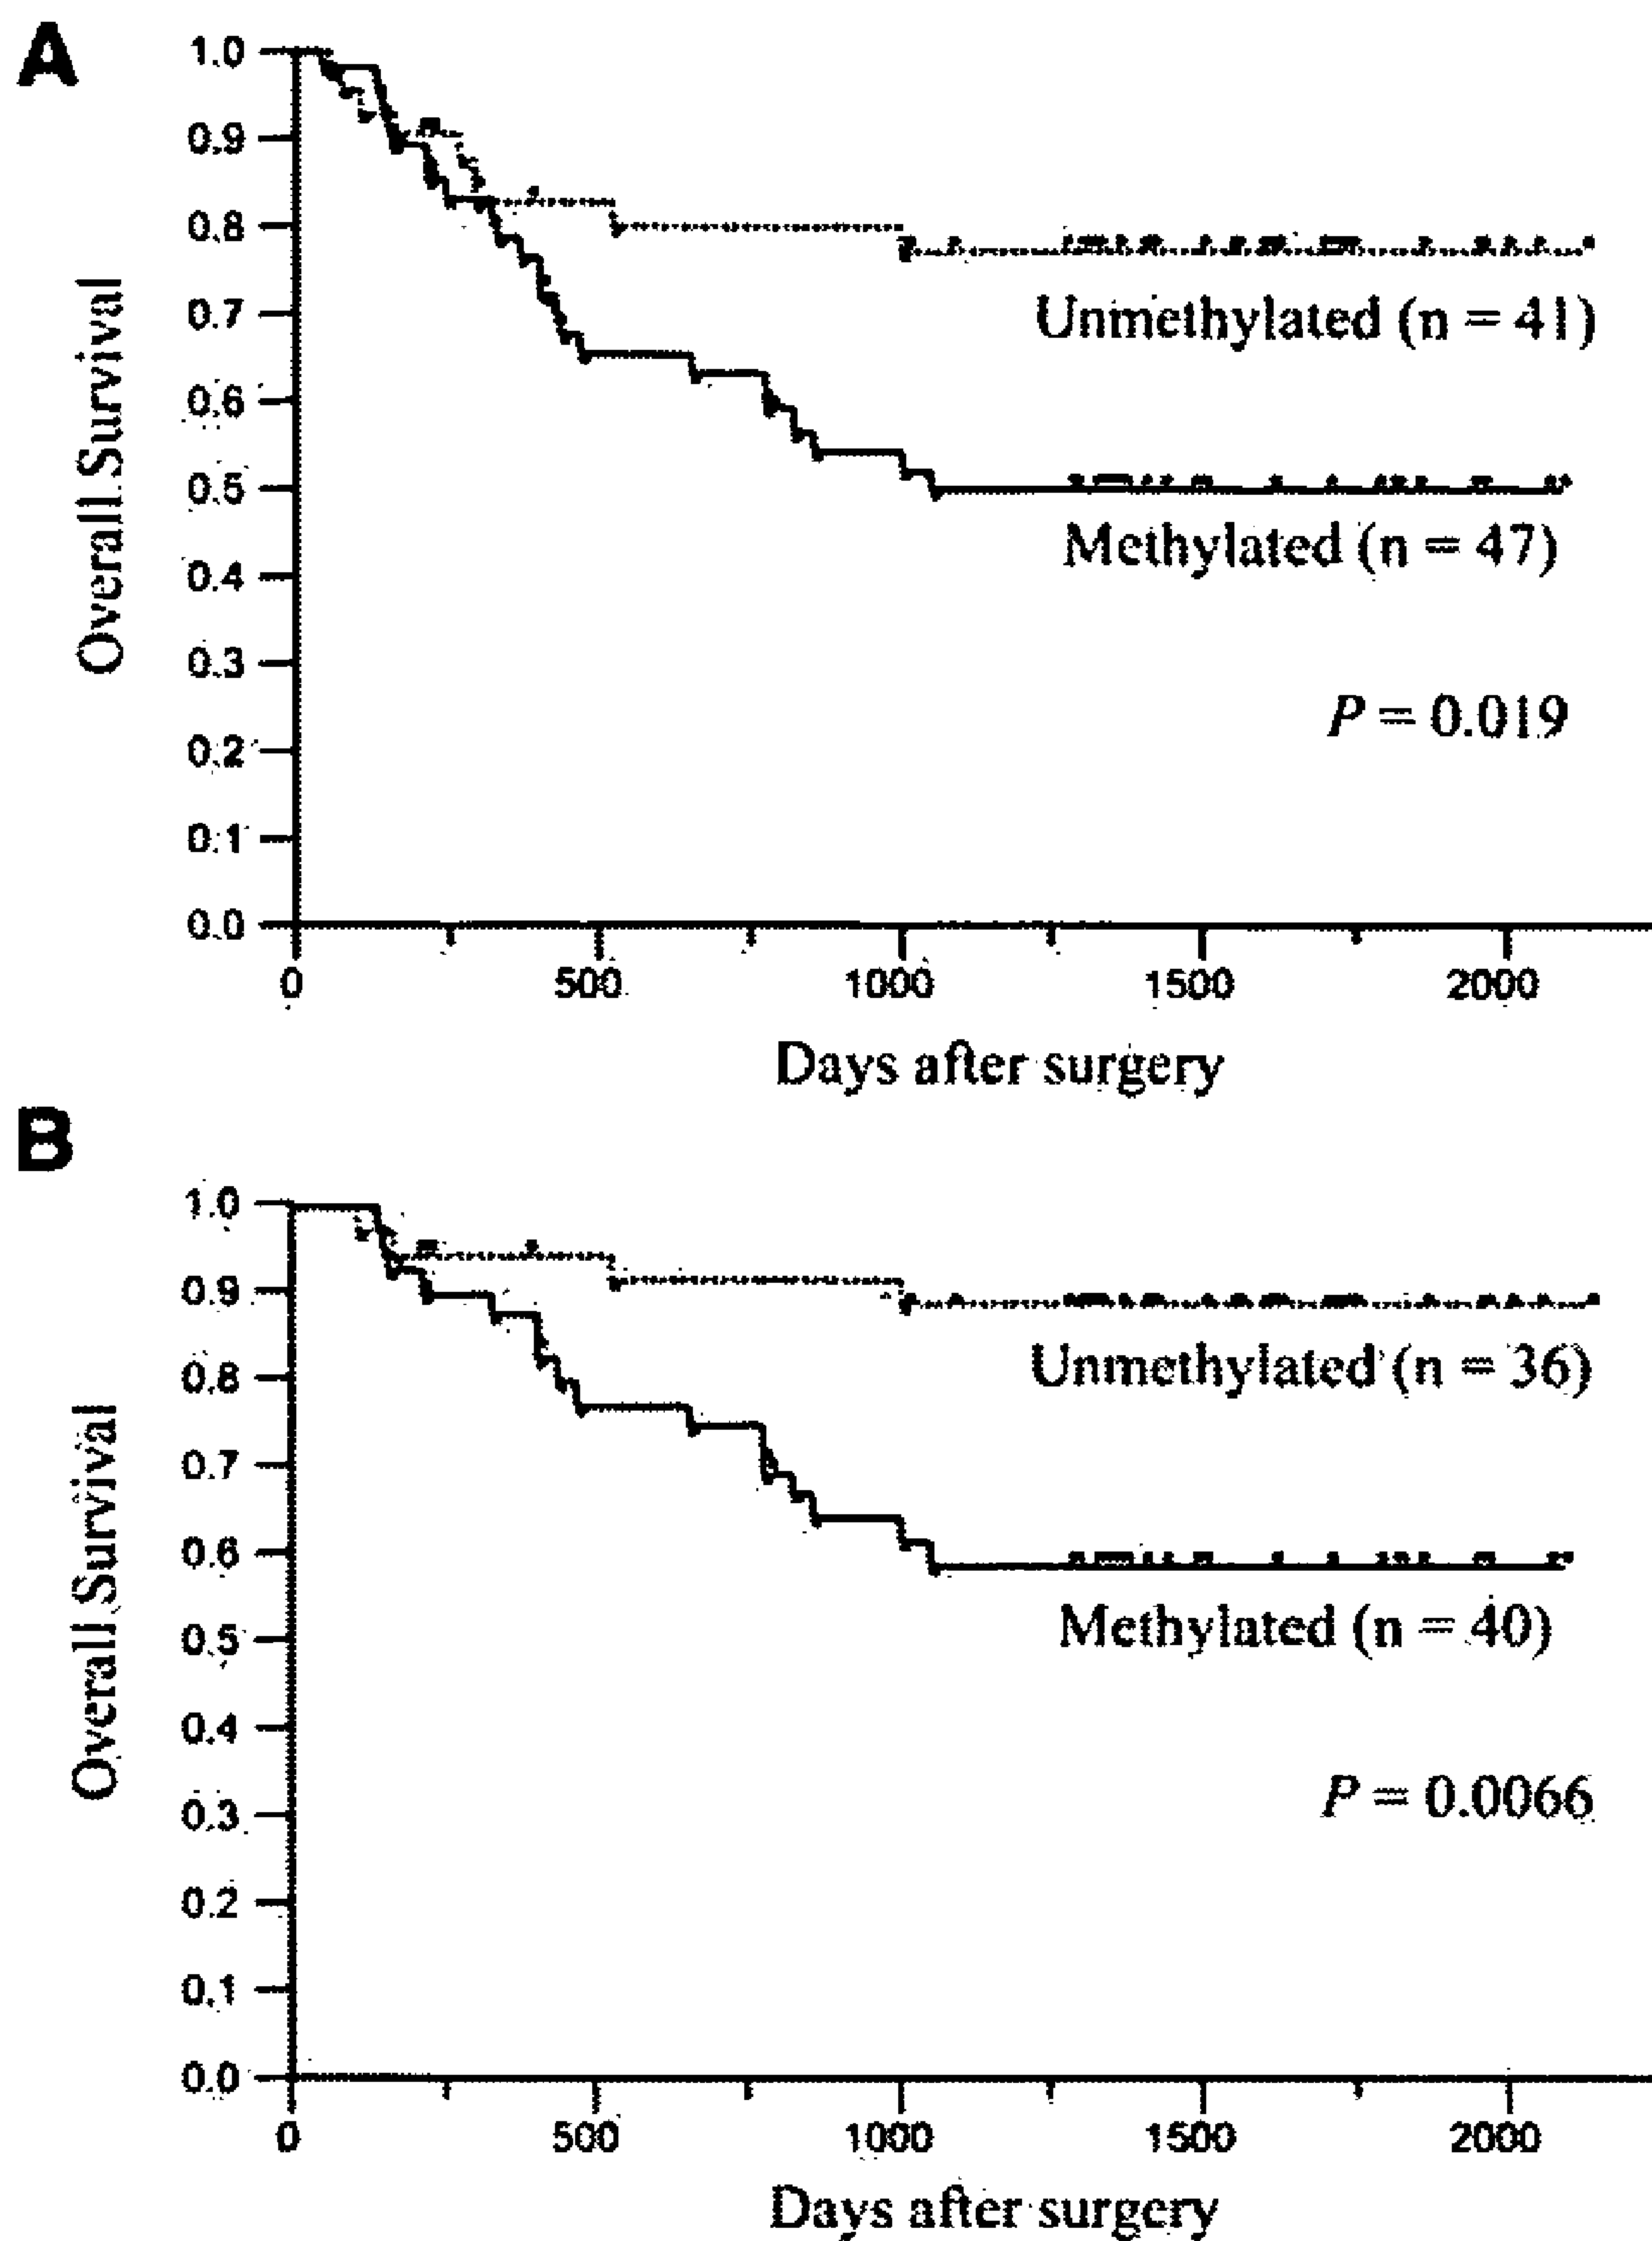 A
Overall Survival
1.0
0.9
0.8
0.7
0.6
0.5
0.4
0.3
0.2
0.1
0.0
Unmethylated (n = 41)
Methylated (n = 47)
P = 0.019
0 500 1000 1500 2000
Days after surgery
B
Overall Survival
1.0
0.9
0.8
0.7
0.6
0.5
0.4
0.3
0.2
0.1
0.0
Unmethylated (n = 36)
Methylated (n = 40)
P = 0.0066
0 500 1000 1500 2000
Days after surgery